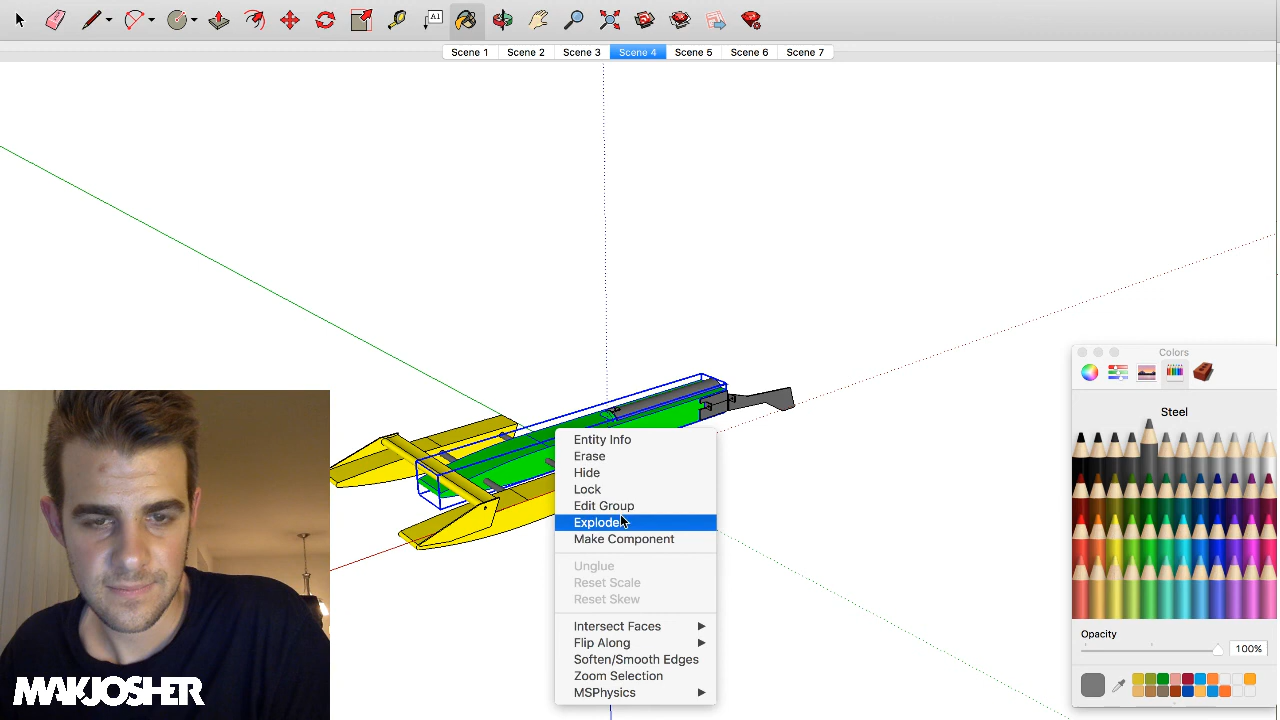 A1
Scene 1
Scene 2
Scene 3
Scene 4
Scene 5
Scene 6
Scene 7
Colors
Steel
Entity Info
Erase
Hide
Lock
Edit Group
Explode
Make Component
Unglue
Reset Scale
Reset Skew
Intersect Faces
Flip Along
Soften/Smooth Edges
Zoom Selection
MSPhysics
Opacity
100%
MAKJOSHER